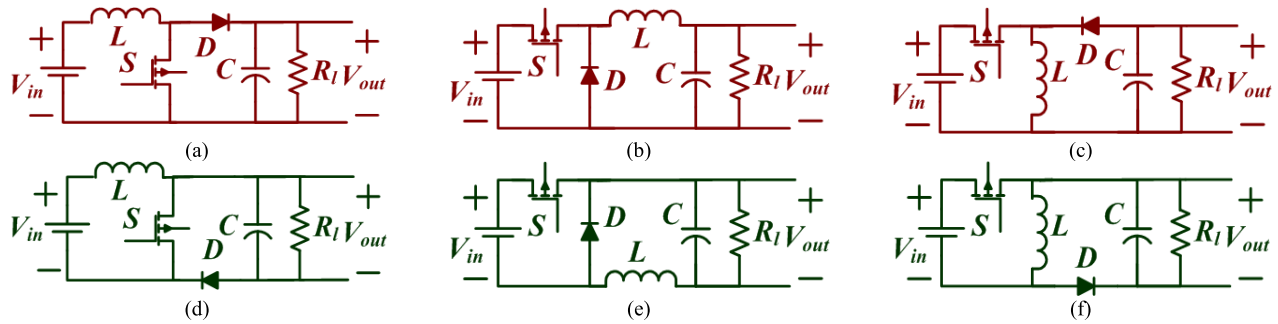 + L D + S C R_l V_out V_in − −
(a)
+ L + S D C R_l V_out V_in − −
(b)
+ D + S L C R_l V_out V_in − −
(c)
+ L + S D C R_l V_out V_in − −
(d)
+ D + S L C R_l V_out V_in − −
(e)
+ + S L D C R_l V_out V_in − −
(f)